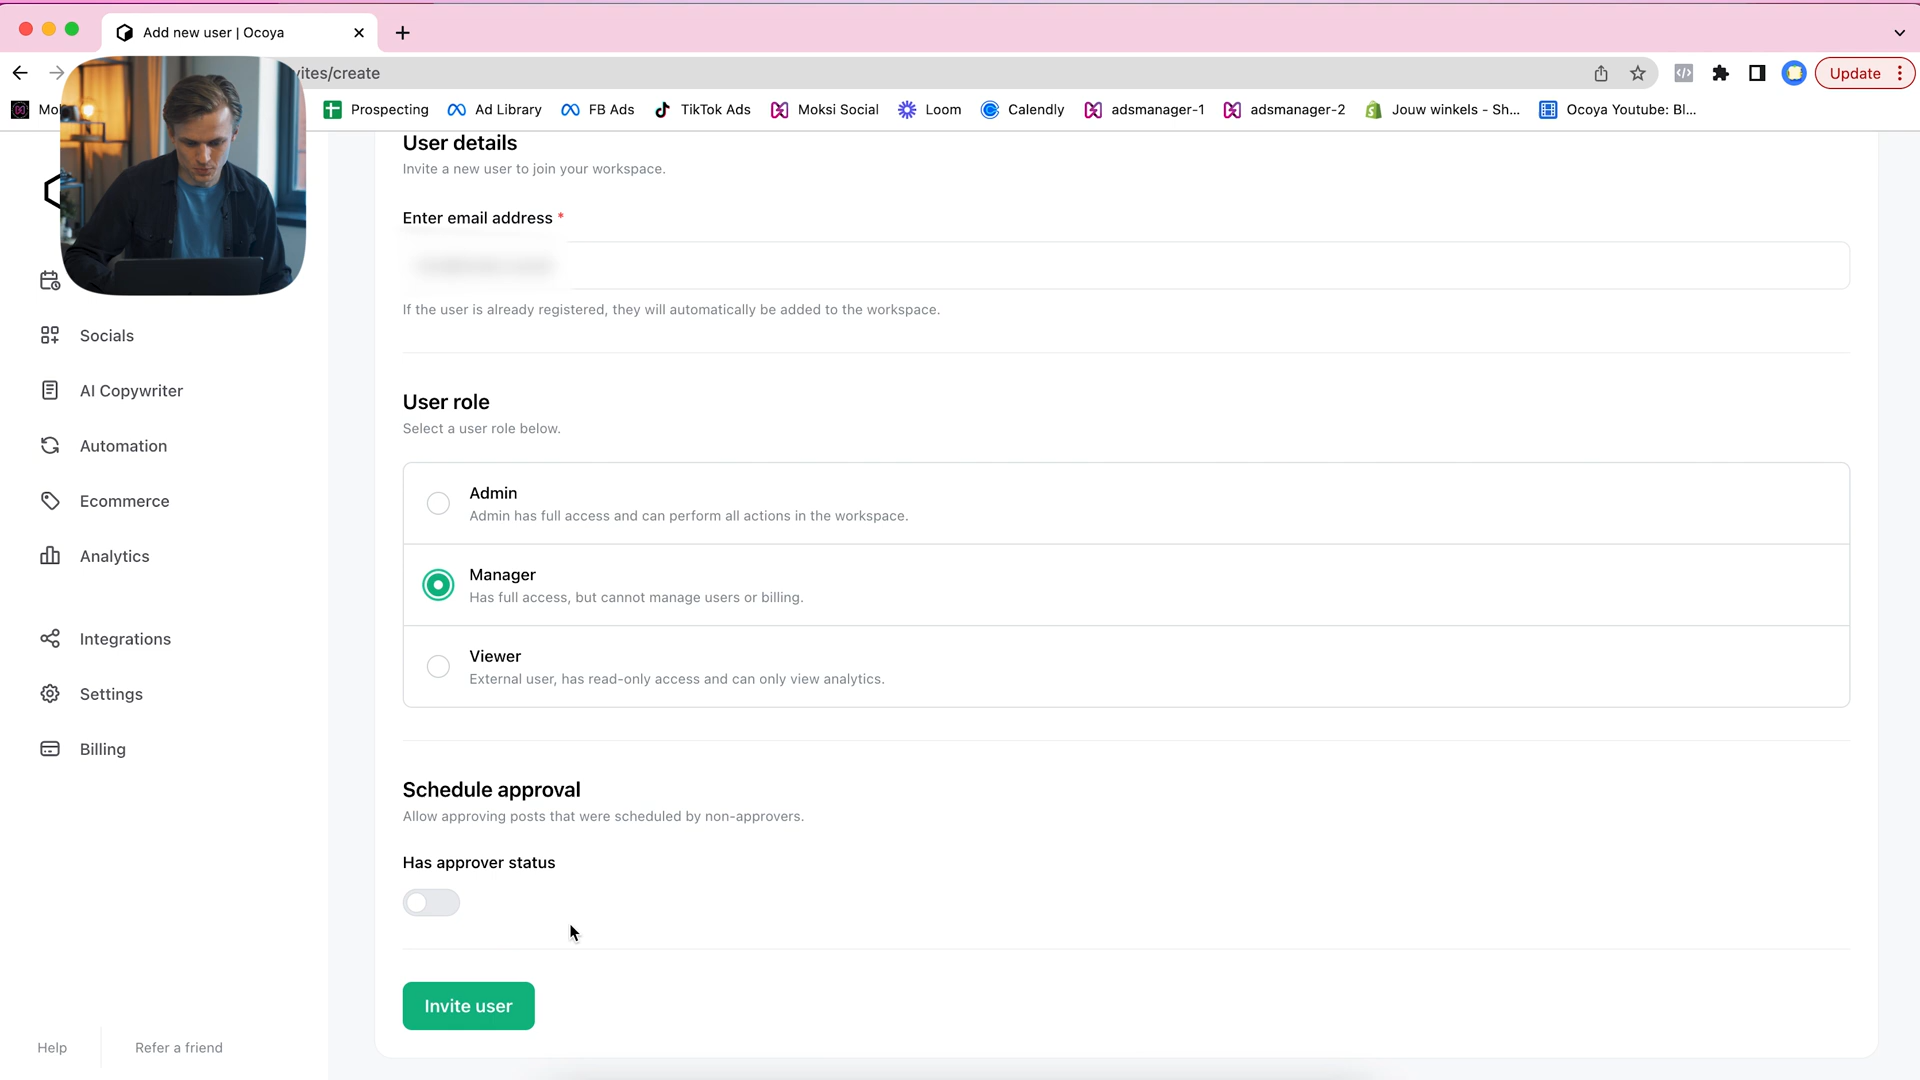 Add new user | Ocoya
vites/create
Update
Mo
Prospecting
Ad Library
FB Ads
TikTok Ads
Moksi Social
Loom
Calendly
adsmanager-1
adsmanager-2
Jouw winkels - Sh...
Ocoya Youtube: Bl...
User details
Invite a new user to join your workspace.
Enter email address *
If the user is already registered, they will automatically be added to the workspace.
Socials
AI Copywriter
Automation
Ecommerce
Analytics
Integrations
Settings
Billing
Help
Refer a friend
User role
Select a user role below.
Admin
Admin has full access and can perform all actions in the workspace.
Manager
Has full access, but cannot manage users or billing.
Viewer
External user, has read-only access and can only view analytics.
Schedule approval
Allow approving posts that were scheduled by non-approvers.
Has approver status
Invite user